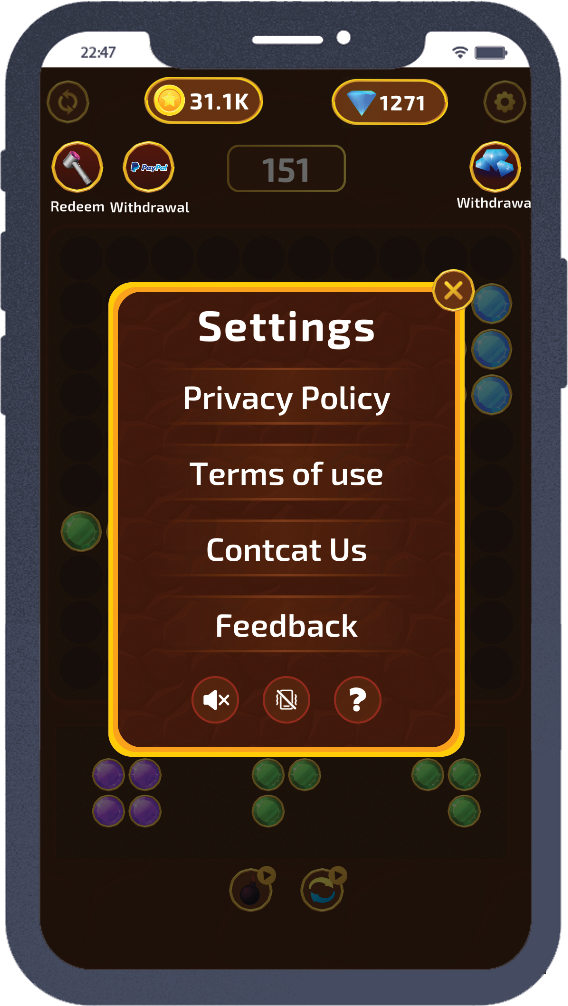 22:47
31.1K
1271
PayPal
151
Redeem Withdrawal
Withdrawa
Settings
Privacy Policy
Terms of use
Contcat Us
Feedback
?